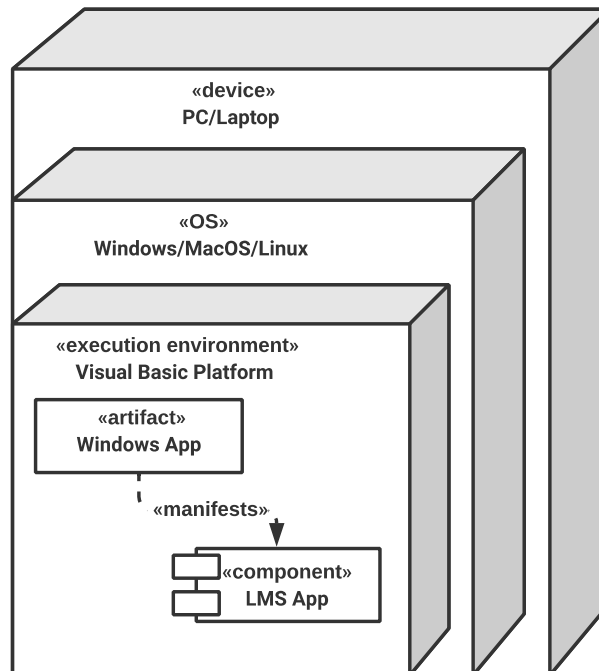 «device»
PC/Laptop
«OS»
Windows/MacOS/Linux
«execution environment»
Visual Basic Platform
«artifact»
Windows App
«manifests»
«component»
LMS App